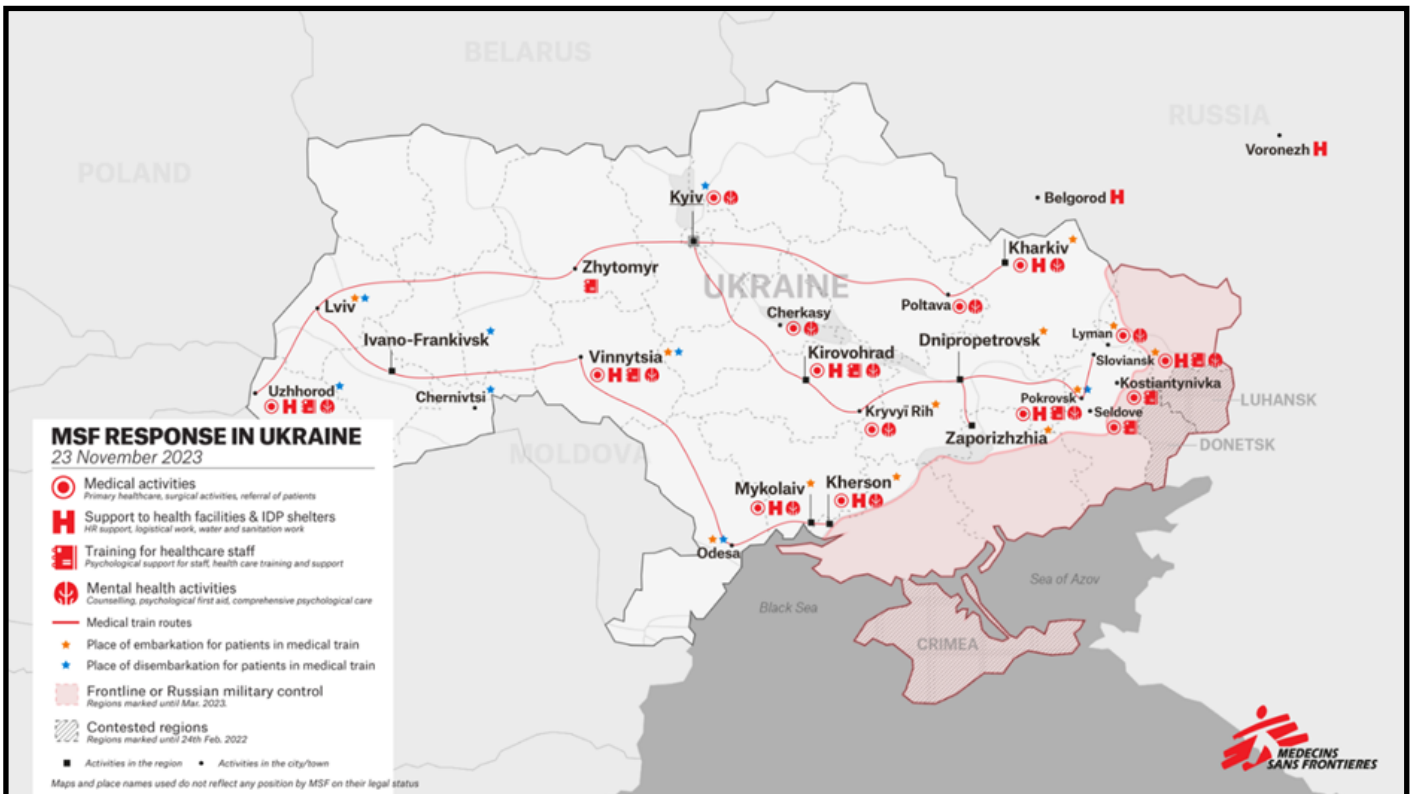 BELARUS
RUSSIA
Voronezh H
POLAND
Kyiv
Belgorod H
Kharkiv
H
Zhytomyr
UKRAINE
Lviv
Poltava
Cherkasy
Ivano-Frankivsk
Dnipropetrovsk
Lyman
Vinnytsia
H
Kirovohrad
H
Sloviansk
H
Uzhhorod
H
Chernivtsi
Kostiantynivka
Pokrovsk
H
LUHANSK
Kryvyï Rih
Seldove
Zaporizhzhia
DONETSK
MOLDOVA
Mykolaiv
H
Kherson
H
Odesa
Sea of Azov
Black Sea
CRIMEA
MSF RESPONSE IN UKRAINE
23 November 2023
Medical activities
Primary healthcare, surgical activities, referral of patients
H
Support to health facilities & IDP shelters
HR support, logistical work, water and sanitation work
Training for healthcare staff
Psychological support for staff, health care training and support
Mental health activities
Counselling, psychological first aid, comprehensive psychological care
Medical train routes
Place of embarkation for patients in medical train
Place of disembarkation for patients in medical train
Frontline or Russian military control
Regions marked until Mar. 2023.
Contested regions
Regions marked until 24th Feb. 2022
Activities in the region
Activities in the city/town
Maps and place names used do not reflect any position by MSF on their legal status
MEDECINS
SANS FRONTIERES